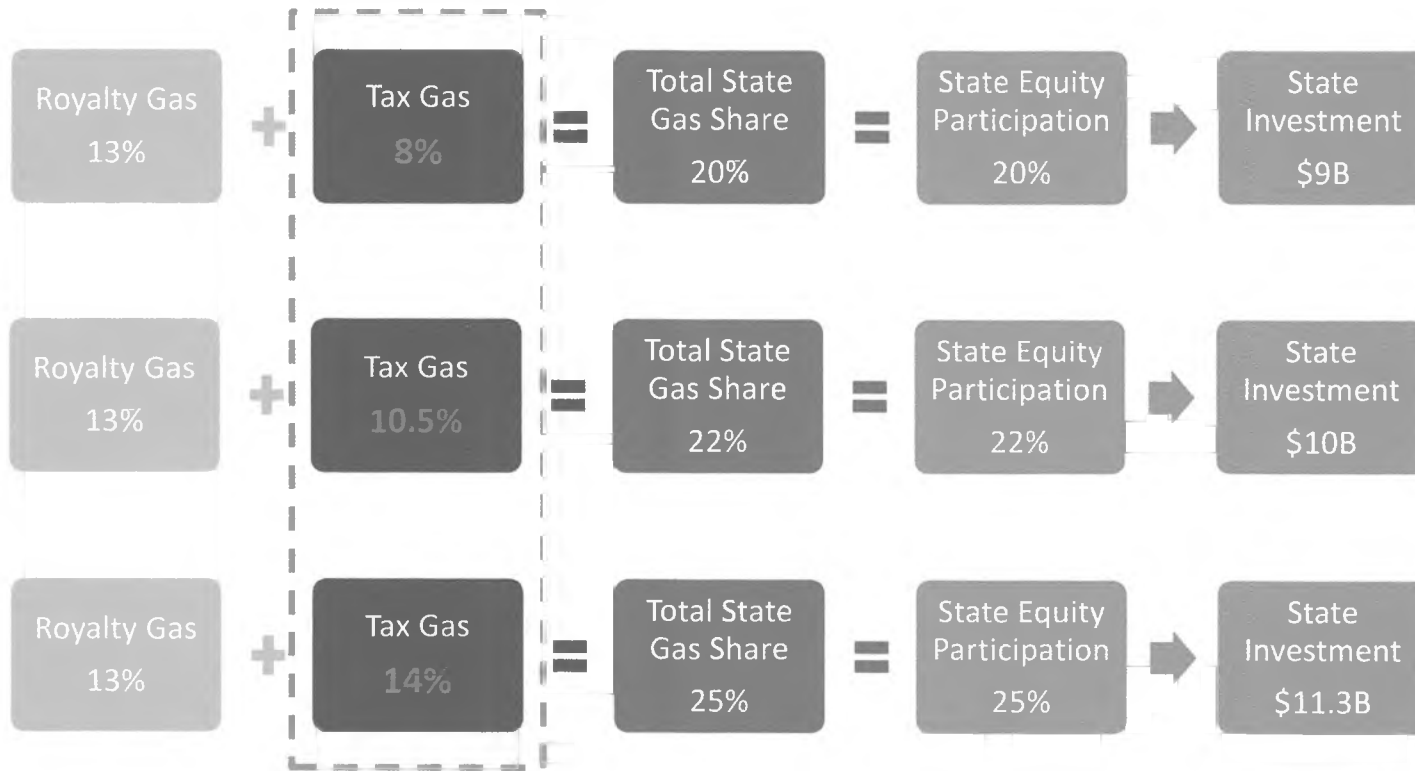 Royalty Gas
13%
+
Tax Gas
8%
=
Total State
Gas Share
20%
=
State Equity
Participation
20%
State
Investment
$9B
Royalty Gas
13%
+
Tax Gas
10.5%
=
Total State
Gas Share
22%
=
State Equity
Participation
22%
State
Investment
$10B
Royalty Gas
13%
+
Tax Gas
14%
=
Total State
Gas Share
25%
=
State Equity
Participation
25%
State
Investment
$11.3B